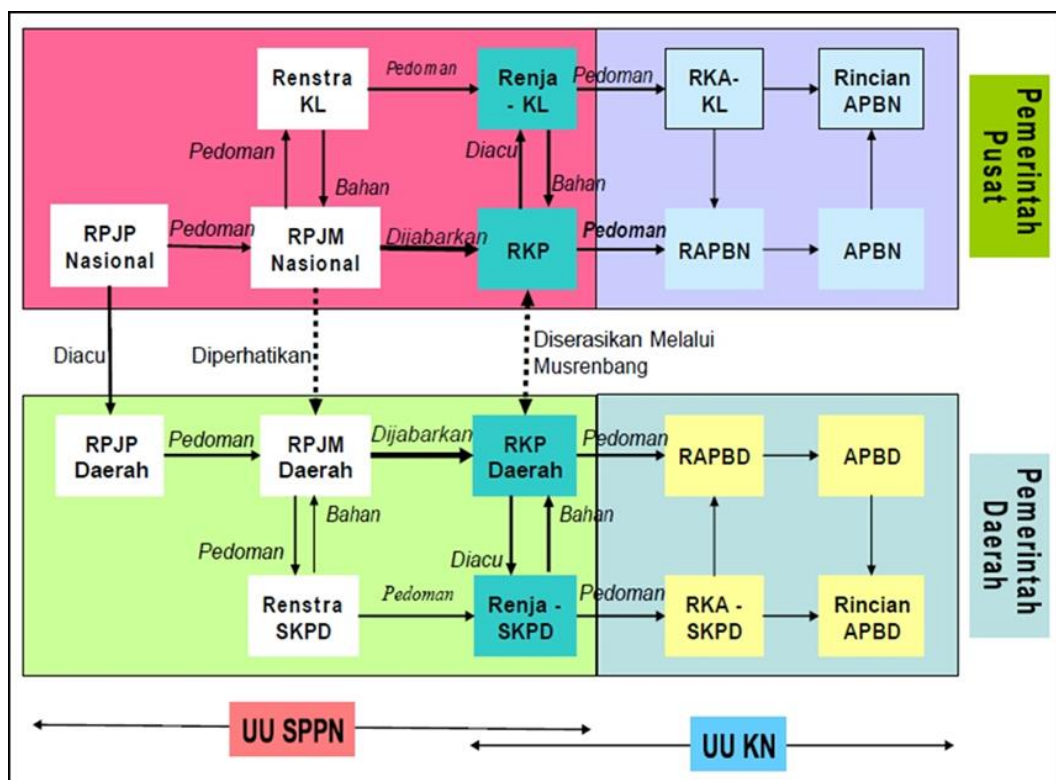 Renstra
KL
Pedoman
Renja
- KL
Pedoman
RKA-
KL
Rincian
APBN
Pedoman
Bahan
Diacu
Bahan
RPJP
Nasional
Pedoman
RPJM
Nasional
Dijabarkan
RKP
Pedoman
RAPBN
APBN
Pemerintah
Pusat
Diacu
Diperhatikan
Diserasikan Melalui
Musrenbang
RPJP
Daerah
Pedoman
RPJM
Daerah
Dijabarkan
RKP
Daerah
Pedoman
RAPBD
APBD
Pedoman
Bahan
Diacu
Bahan
Renstra
SKPD
Pedoman
Renja -
SKPD
Pedoman
RKA -
SKPD
Rincian
APBD
Pemerintah
Daerah
UU SPPN
UU KN